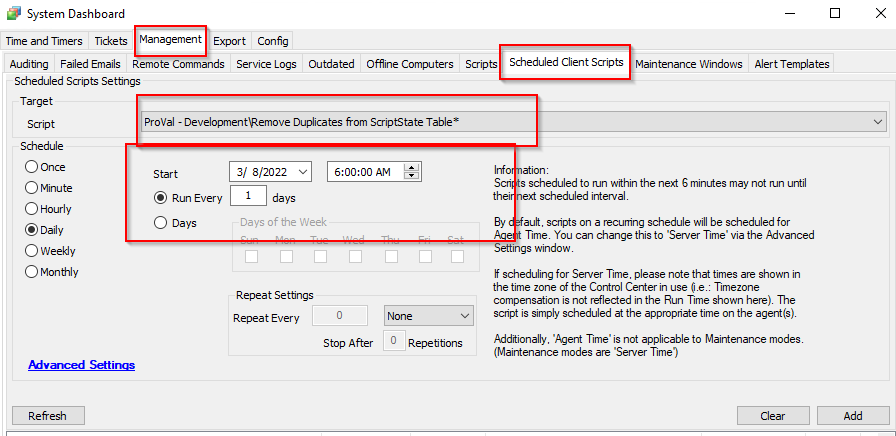 System Dashboard
Time and Timers Tickets Management Export Config
Auditing Failed Emails Remote Commands Service Logs Outdated Offline Computers Scripts Scheduled Client Scripts Maintenance Windows Alert Templates
Scheduled Scripts Settings
Target
Script ProVal - Development\Remove Duplicates from ScriptState Table*
Schedule
Once
Minute
Hourly
Daily
Weekly
Monthly
Start 3/ 8/2022 6:00:00 AM
Run Every 1 days
Days
Days of the Week
Sun Mon Tue Wed Thu Fri Sat
Repeat Settings
Repeat Every 0 None
Stop After 0 Repetitions
Information:
Scripts scheduled to run within the next 6 minutes may not run until
their next scheduled interval.
By default, scripts on a recurring schedule will be scheduled for
Agent Time. You can change this to 'Server Time' via the Advanced
Settings window.
If scheduling for Server Time, please note that times are shown in
the time zone of the Control Center in use (i.e.: Timezone
compensation is not reflected in the Run Time shown here). The
script is simply scheduled at the appropriate time on the agent(s).
Additionally, 'Agent Time' is not applicable to Maintenance modes.
(Maintenance modes are 'Server Time')
Advanced Settings
Refresh Clear Add